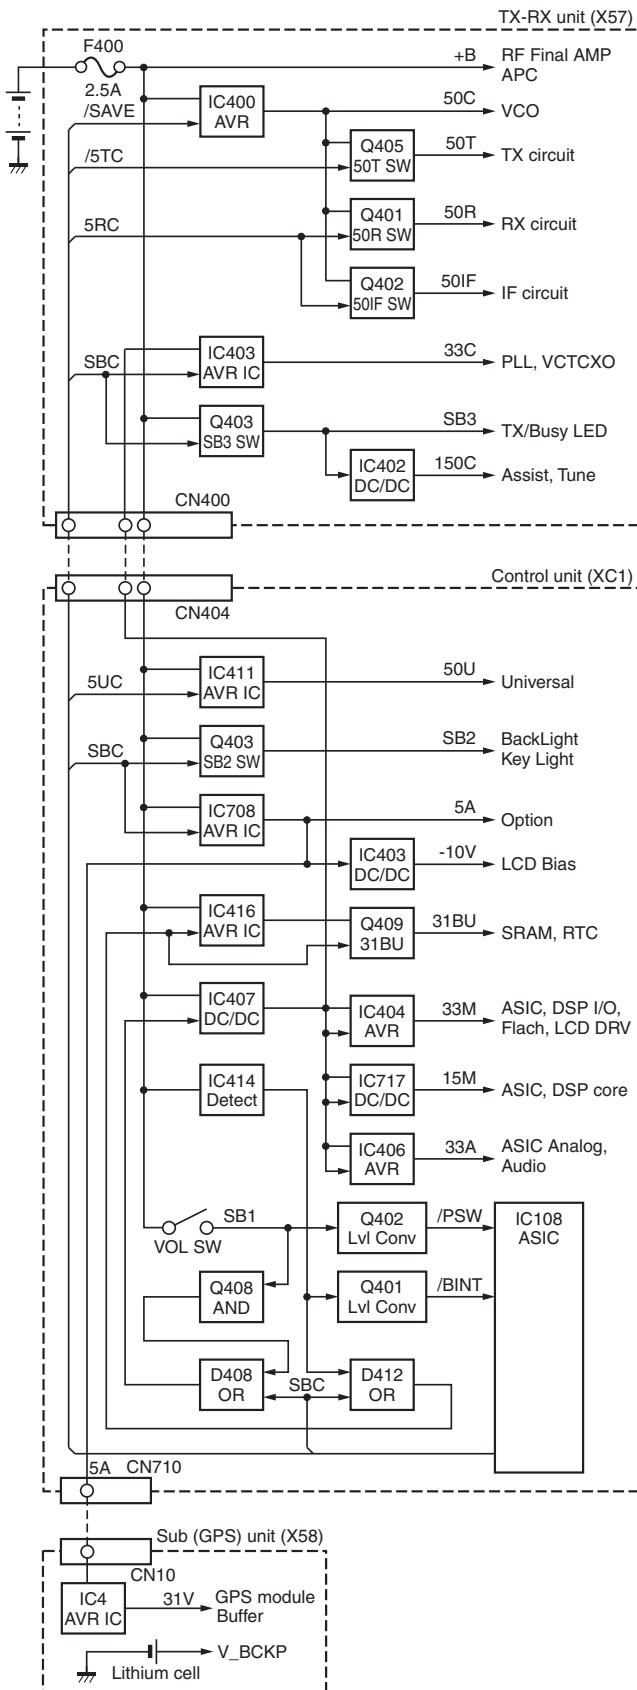 TX-RX unit (X57)
F400
2.5A
+B
RF Final AMP
APC
/SAVE
IC400
AVR
50C
VCO
/5TC
Q405
50T SW
50T
TX circuit
5RC
Q401
50R SW
50R
RX circuit
Q402
50IF SW
50IF
IF circuit
SBC
IC403
AVR IC
33C
PLL, VCTCXO
Q403
SB3 SW
SB3
TX/Busy LED
IC402
DC/DC
150C
Assist, Tune
CN400
Control unit (XC1)
CN404
5UC
IC411
AVR IC
50U
Universal
SBC
Q403
SB2 SW
SB2
BackLight
Key Light
IC708
AVR IC
5A
Option
IC403
DC/DC
-10V
LCD Bias
IC416
AVR IC
Q409
31BU
31BU
SRAM, RTC
IC407
DC/DC
IC404
AVR
33M
ASIC, DSP I/O,
Flach, LCD DRV
IC414
Detect
IC717
DC/DC
15M
ASIC, DSP core
IC406
AVR
33A
ASIC Analog,
Audio
VOL SW
SB1
Q402
Lvl Conv
/PSW
IC108
ASIC
Q408
AND
Q401
Lvl Conv
/BINT
D408
OR
SBC
D412
OR
5A
CN710
Sub (GPS) unit (X58)
CN10
IC4
AVR IC
31V
GPS module
Buffer
V_BCKP
Lithium cell